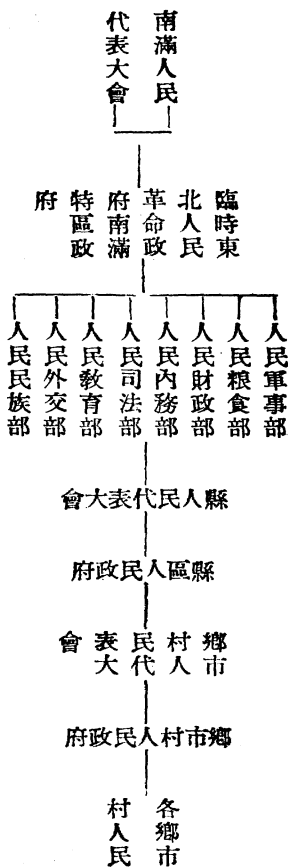 南滿人民
代表大會
臨時東
北人民
革命政
府南滿
特區政
府
人民軍事部
人民粮食部
人民財政部
人民內務部
人民司法部
人民教育部
人民外交部
人民民族部
縣人民代表大會
縣區人民政府
鄉市
村人
民代
表大
會
鄉市村人民政府
各鄉市
村人民